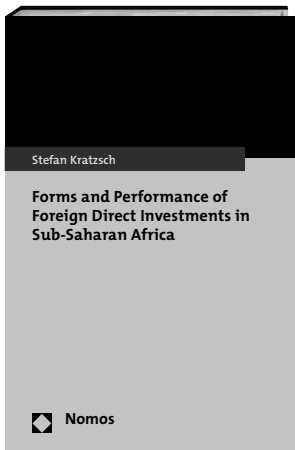 Stefan Kratzsch
Forms and Performance of
Foreign Direct Investments in
Sub-Saharan Africa
Nomos